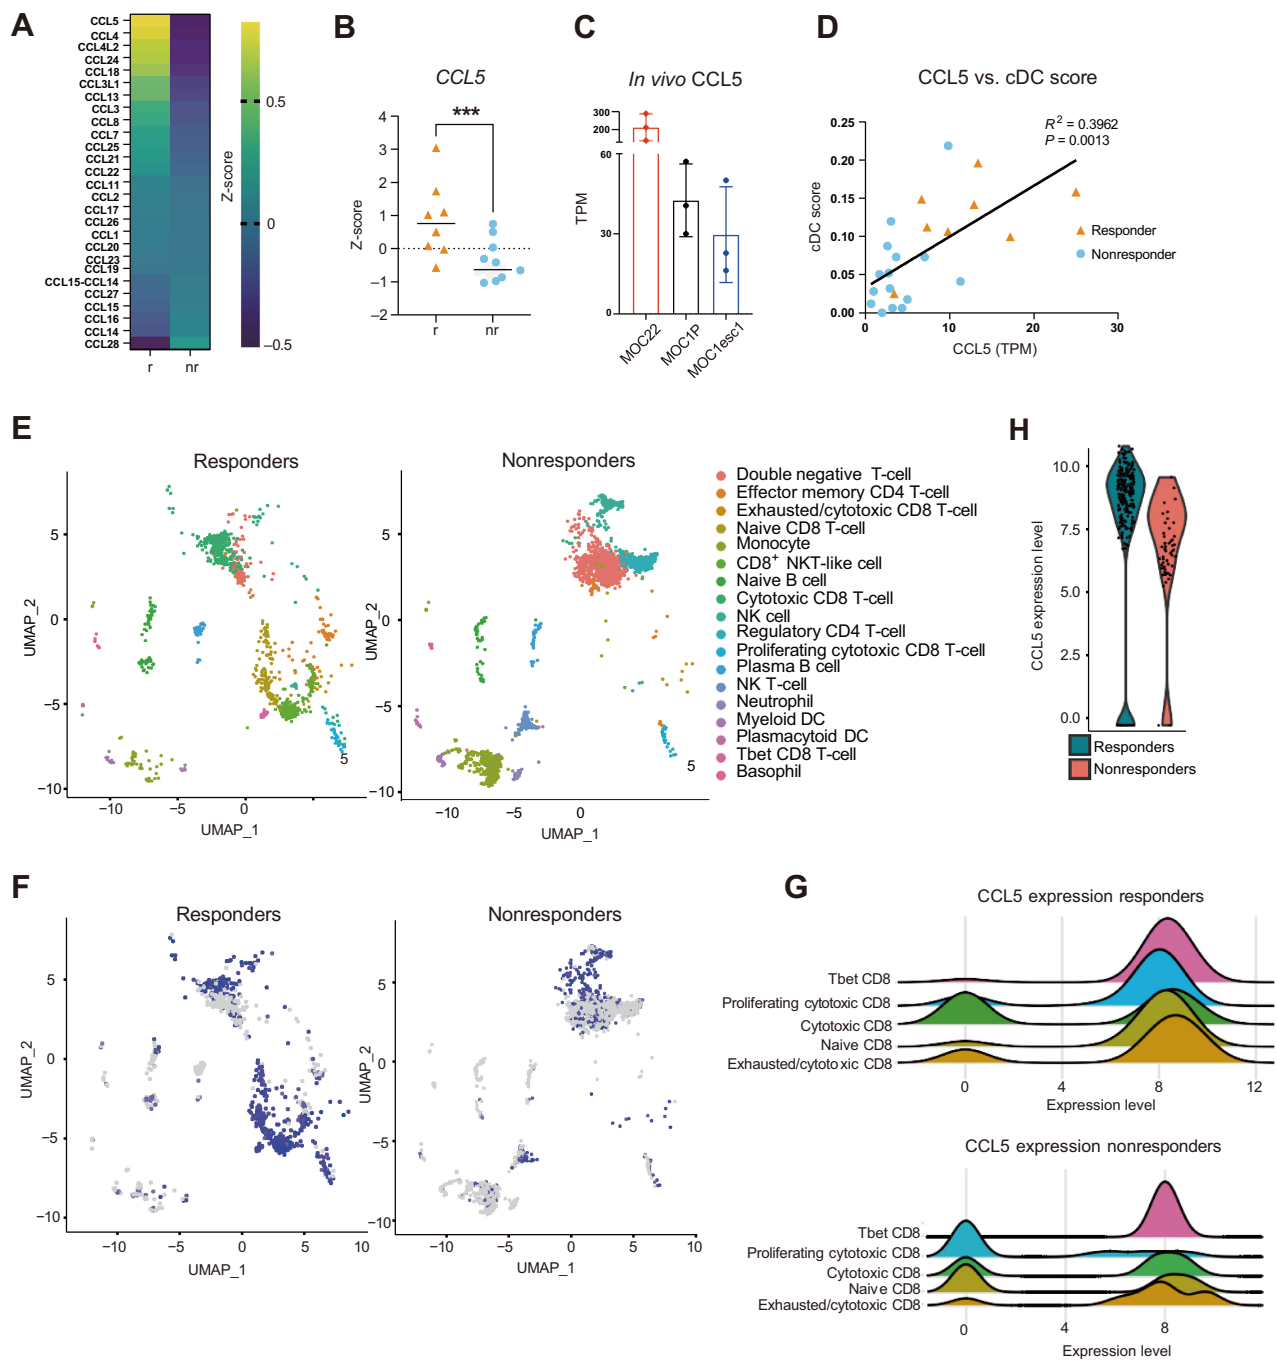 A
CCL5
CCL4
CCL4L2
CCL24
CCL18
CCL3L1
CCL13
CCL3
CCL8
CCL7
CCL25
CCL21
CCL22
CCL11
CCL2
CCL17
CCL26
CCL1
CCL20
CCL23
CCL19
CCL15-CCL14
CCL27
CCL15
CCL16
CCL14
CCL28
r nr
0.5
0
−0.5
Z-score
B
CCL5
***
4
3
2
1
0
−1
−2
Z-score
r nr
C
In vivo CCL5
300
200
60
30
0
TPM
MOC22
MOC1P
MOC1esc1
D
CCL5 vs. cDC score
R² = 0.3962
P = 0.0013
0.25
0.20
0.15
0.10
0.05
0.00
cDC score
0 10 20 30
CCL5 (TPM)
Responder
Nonresponder
E
Responders
5
0
−5
−10
UMAP_2
−10 −5 0
5
UMAP_1
Nonresponders
5
0
−5
−10
UMAP_2
−10 −5 0
5
UMAP_1
Double negative T-cell
Effector memory CD4 T-cell
Exhausted/cytotoxic CD8 T-cell
Naive CD8 T-cell
Monocyte
CD8⁺ NKT-like cell
Naive B cell
Cytotoxic CD8 T-cell
NK cell
Regulatory CD4 T-cell
Proliferating cytotoxic CD8 T-cell
Plasma B cell
NK T-cell
Neutrophil
Myeloid DC
Plasmacytoid DC
Tbet CD8 T-cell
Basophil
H
10.0
7.5
5.0
2.5
0.0
CCL5 expression level
Responders
Nonresponders
F
Responders
5
0
−5
−10
UMAP_2
−10 −5 0 5 10
UMAP_1
Nonresponders
5
0
−5
−10
UMAP_2
−10 −5 0 5 10
UMAP_1
G
CCL5 expression responders
Tbet CD8
Proliferating cytotoxic CD8
Cytotoxic CD8
Naive CD8
Exhausted/cytotoxic CD8
0 4 8 12
Expression level
CCL5 expression nonresponders
Tbet CD8
Proliferating cytotoxic CD8
Cytotoxic CD8
Naive CD8
Exhausted/cytotoxic CD8
0 4 8
Expression level